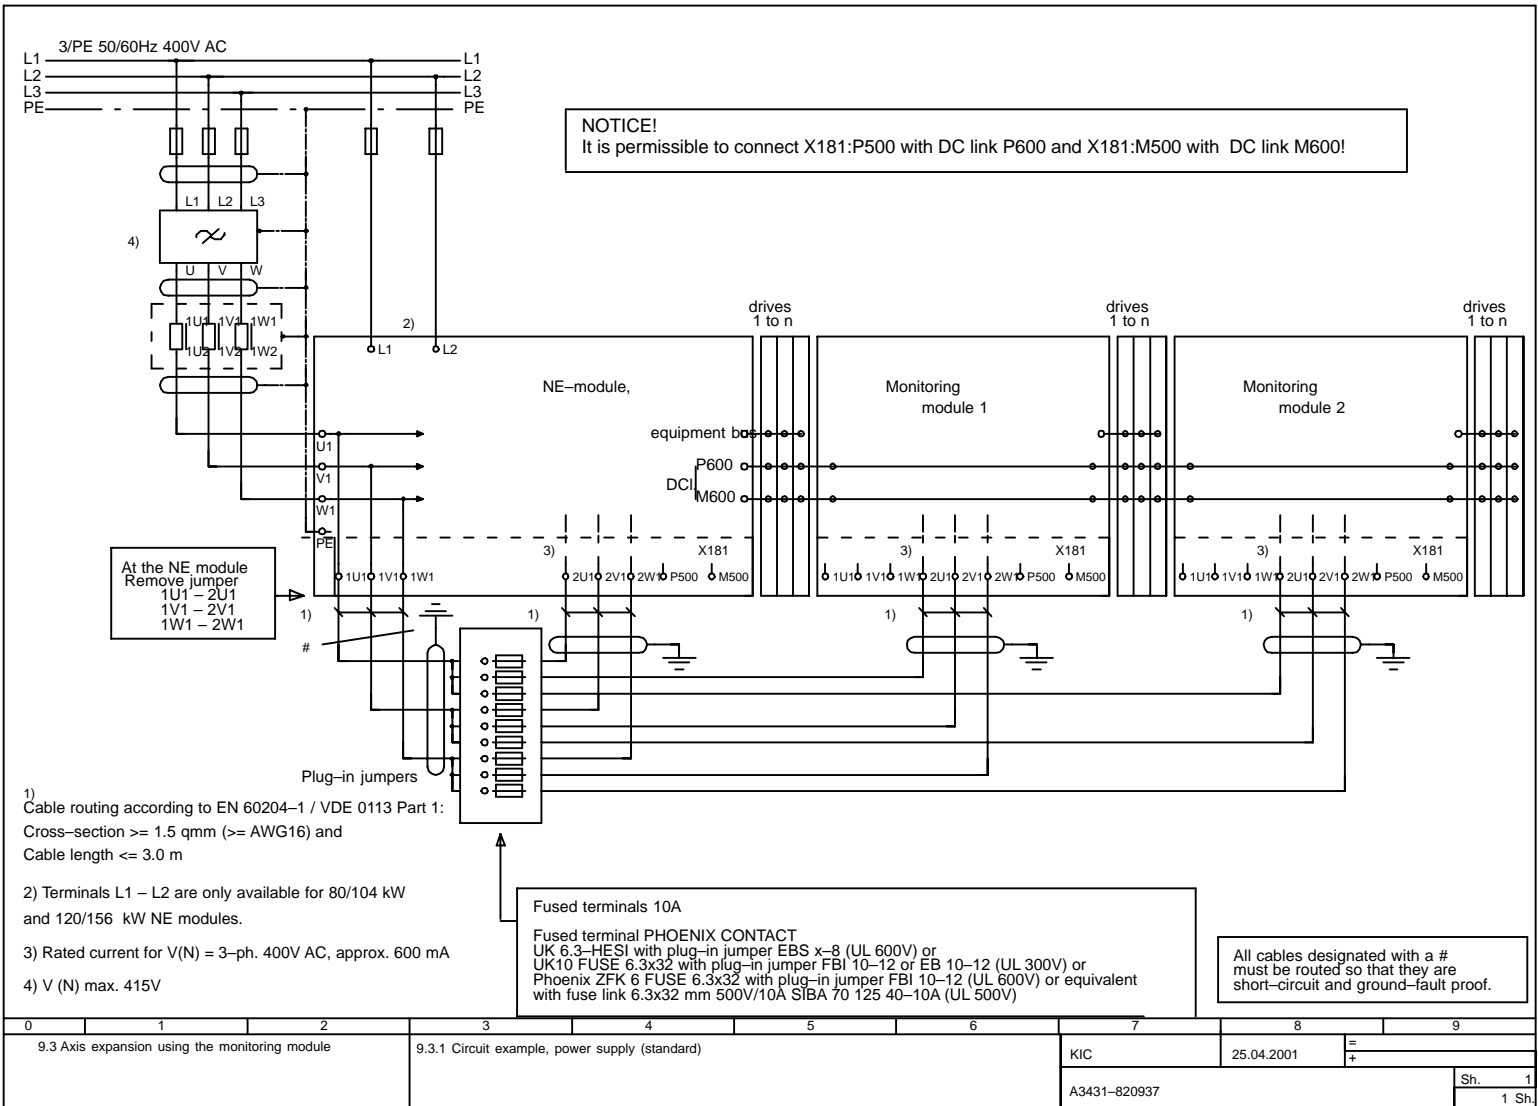 3/PE 50/60Hz 400V AC
L1 L1
L2 L2
L3 L3
PE PE
NOTICE!
It is permissible to connect X181:P500 with DC link P600 and X181:M500 with DC link M600!
L1 L2 L3
4)
U V W
1U1 1V1 1W1
1U2 1V2 1W2
2)
L1 L2
drives
1 to n
drives
1 to n
drives
1 to n
NE–module,
Monitoring
module 1
Monitoring
module 2
equipment bus
U1
V1
W1
PE
P600
DCl.
M600
3) X181
3) X181
3) X181
1U1 1V1 1W1 2U1 2V1 2W1 P500 M500
1U1 1V1 1W1 2U1 2V1 2W1 P500 M500
1U1 1V1 1W1 2U1 2V1 2W1 P500 M500
At the NE module
Remove jumper
1U1 – 2U1
1V1 – 2V1
1W1 – 2W1
1) 1) 1) 1)
#
Plug–in jumpers
1)
Cable routing according to EN 60204–1 / VDE 0113 Part 1:
Cross–section >= 1.5 qmm (>= AWG16) and
Cable length <= 3.0 m
2) Terminals L1 – L2 are only available for 80/104 kW
and 120/156 kW NE modules.
3) Rated current for V(N) = 3–ph. 400V AC, approx. 600 mA
4) V (N) max. 415V
Fused terminals 10A
Fused terminal PHOENIX CONTACT
UK 6.3–HESI with plug–in jumper EBS x–8 (UL 600V) or
UK10 FUSE 6.3x32 with plug–in jumper FBI 10–12 or EB 10–12 (UL 300V) or
Phoenix ZFK 6 FUSE 6.3x32 with plug–in jumper FBI 10–12 (UL 600V) or equivalent
with fuse link 6.3x32 mm 500V/10A SIBA 70 125 40–10A (UL 500V)
All cables designated with a #
must be routed so that they are
short–circuit and ground–fault proof.
0 1 2 3 4 5 6 7 8 9
9.3 Axis expansion using the monitoring module
9.3.1 Circuit example, power supply (standard)
KIC
25.04.2001
=
+
A3431–820937
Sh. 1
1 Sh.